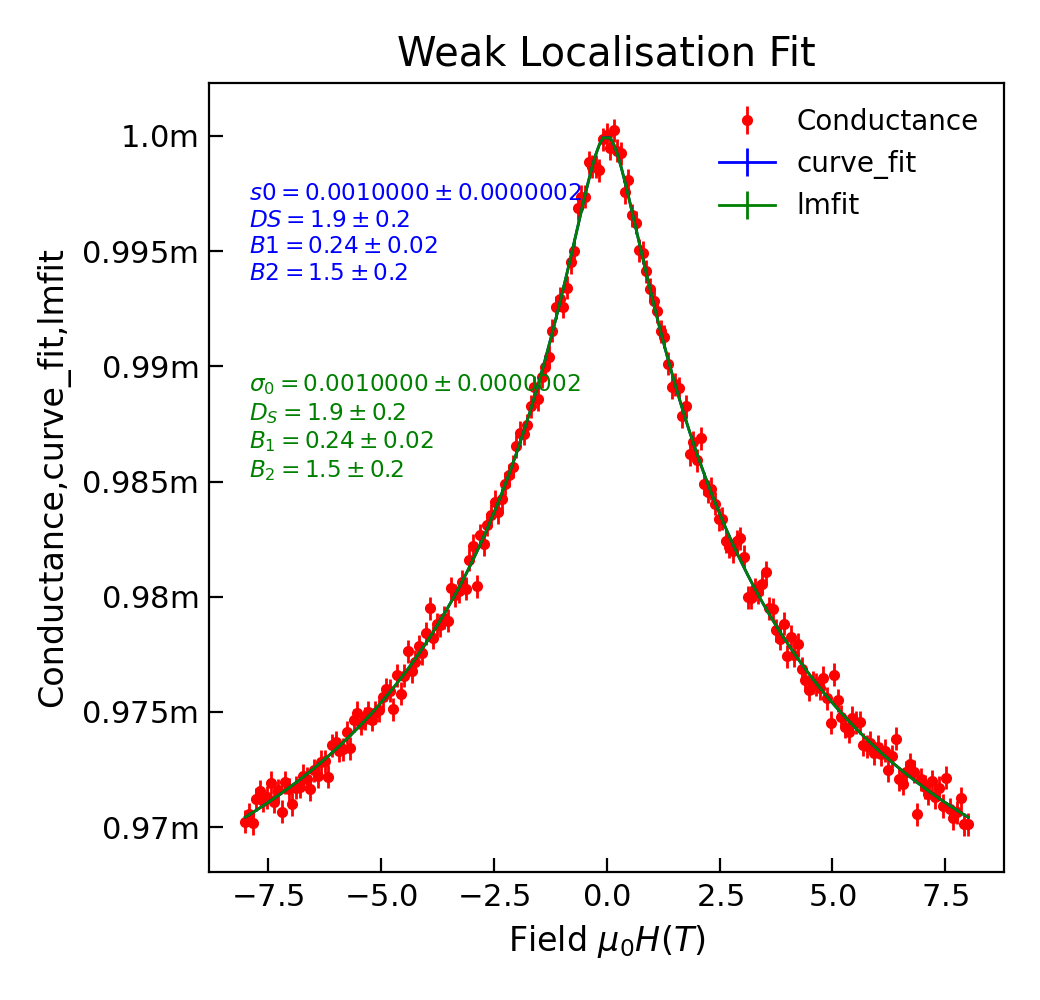 Weak Localisation Fit
1.0m
0.995m
0.99m
0.985m
0.98m
0.975m
0.97m
Conductance,curve_fit,lmfit
s0 = 0.0010000 ± 0.0000002
DS = 1.9 ± 0.2
B1 = 0.24 ± 0.02
B2 = 1.5 ± 0.2
σ₀ = 0.0010000 ± 0.0000002
D_S = 1.9 ± 0.2
B₁ = 0.24 ± 0.02
B₂ = 1.5 ± 0.2
Conductance
curve_fit
lmfit
−7.5 −5.0 −2.5 0.0 2.5 5.0 7.5
Field μ₀H(T)